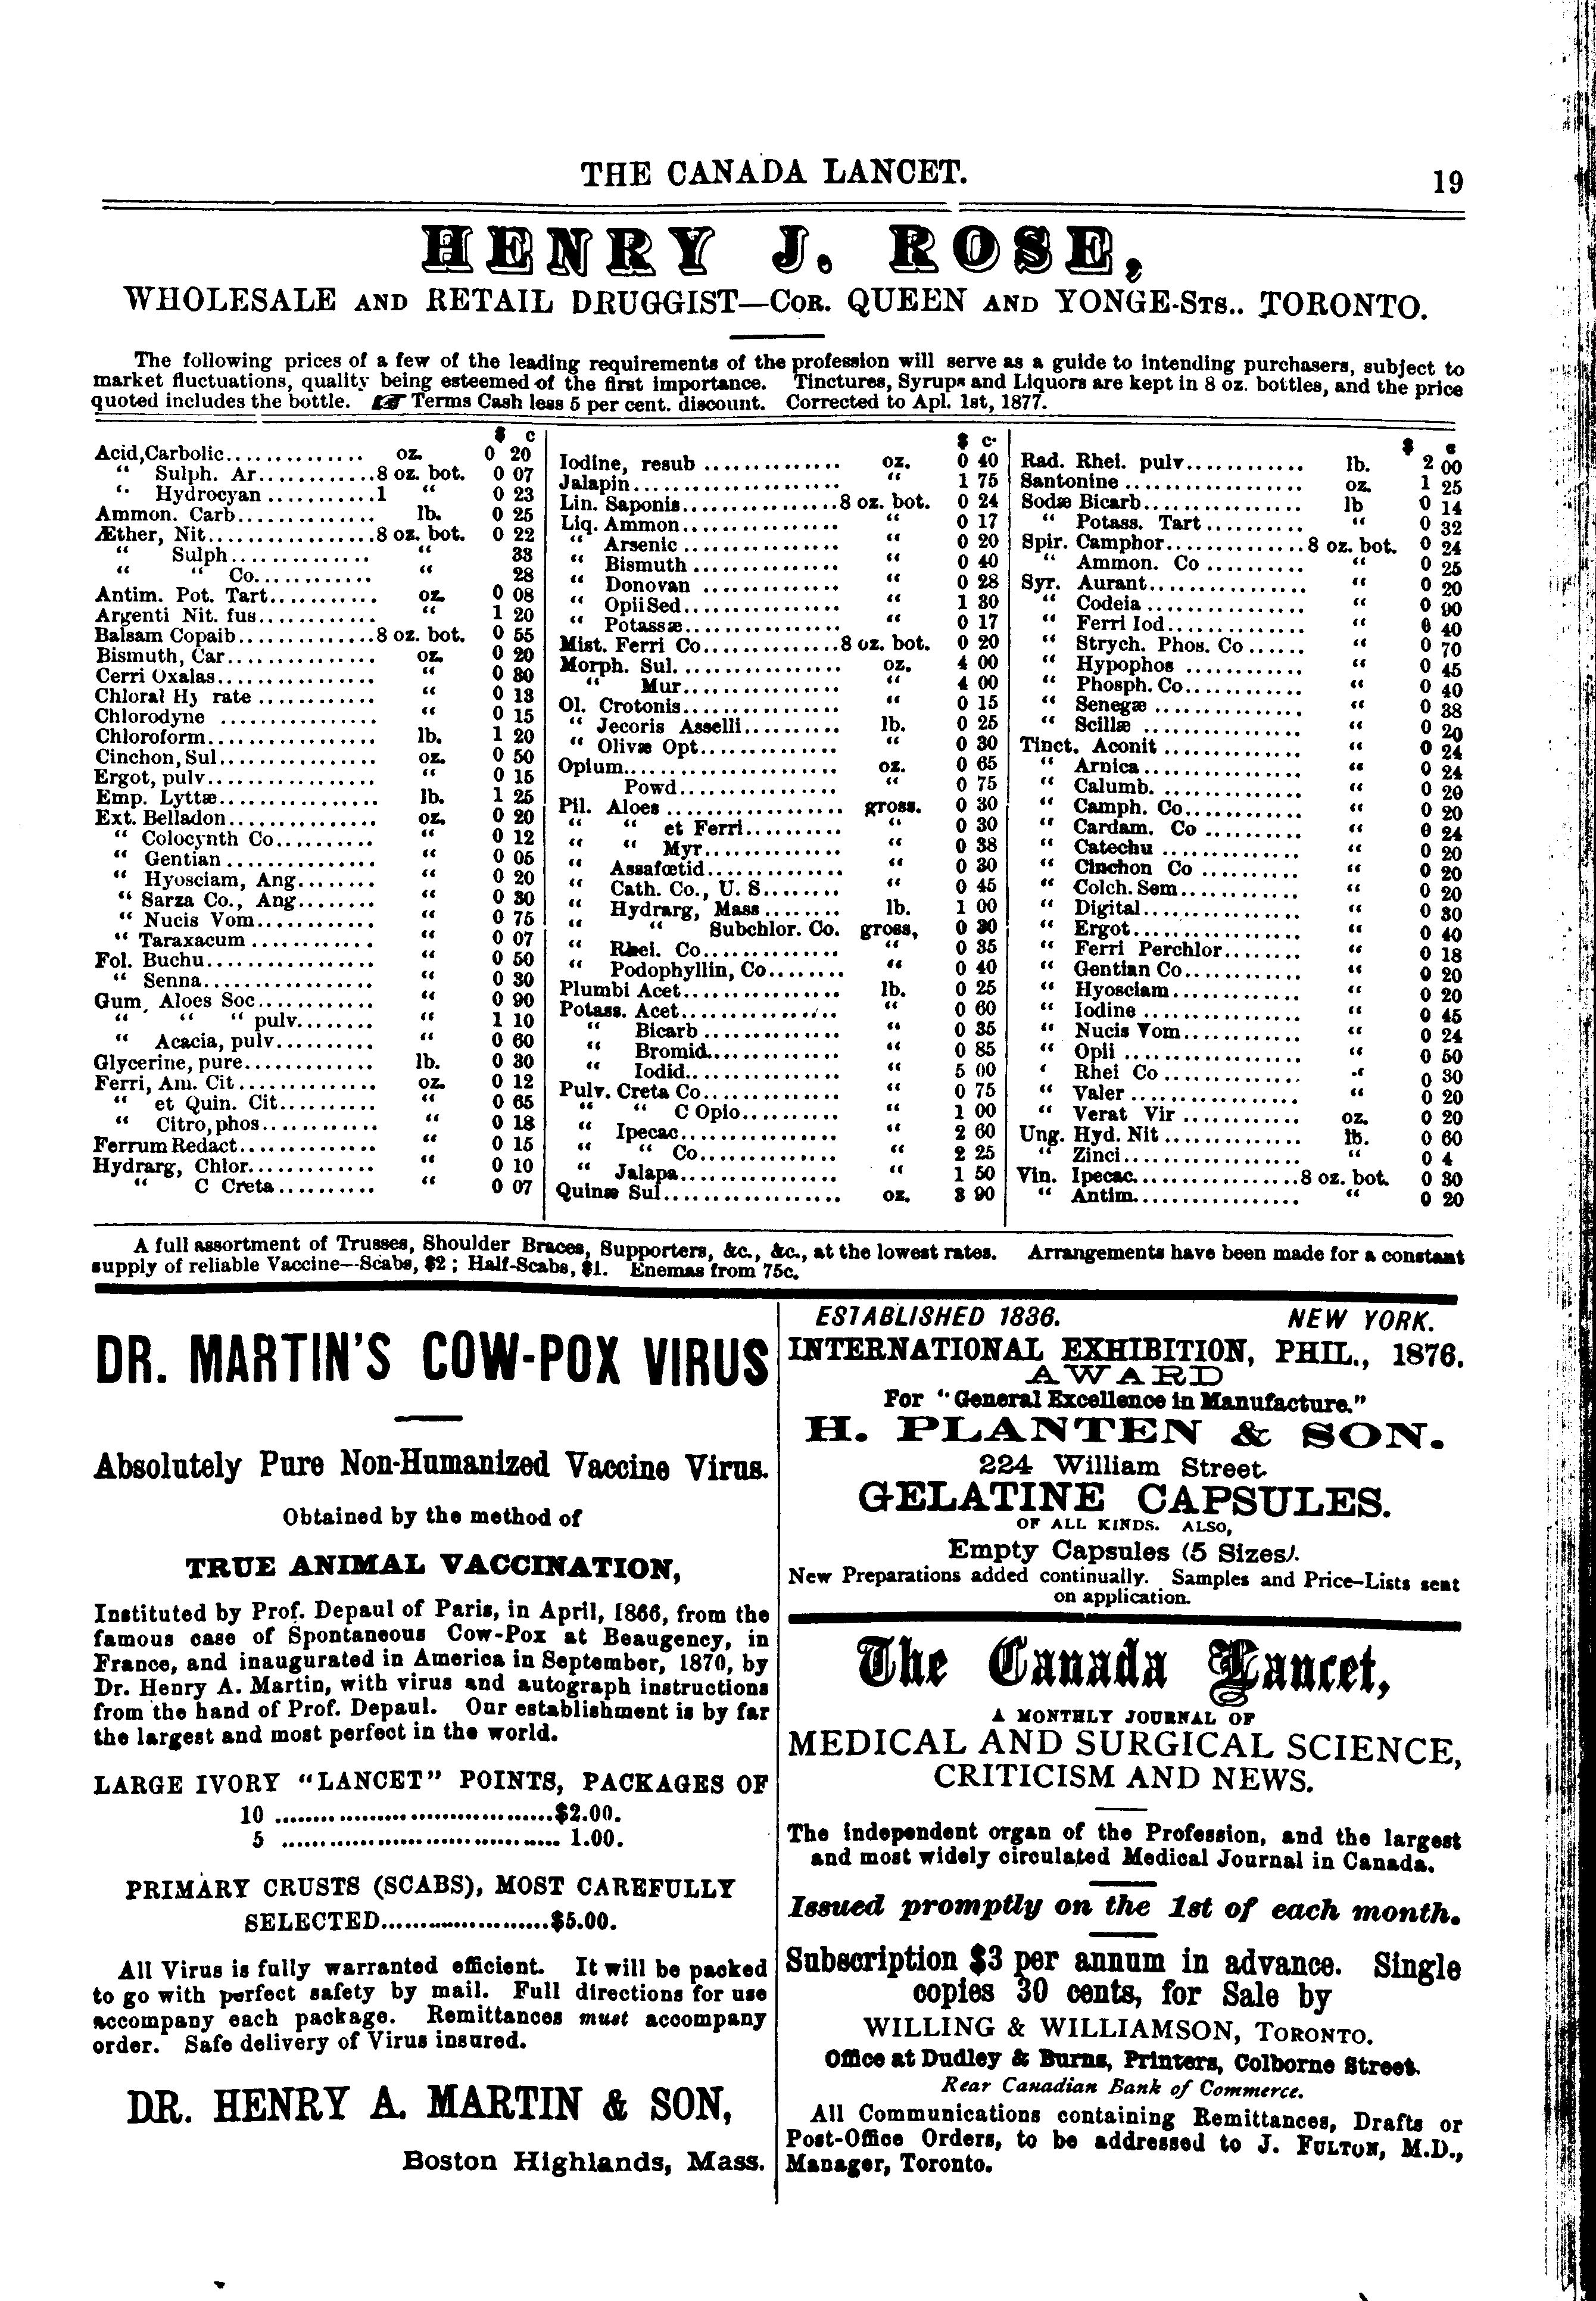 THE CANADA LANCET.
19
HENRY J. ROSE,
WHOLESALE AND RETAIL DRUGGIST—COR. QUEEN AND YONGE-STS.. TORONTO.
The following prices of a few of the leading requirements of the profession will serve as a guide to intending purchasers, subject to
market fluctuations, quality being esteemed of the first importance. Tinctures, Syrups and Liquors are kept in 8 oz. bottles, and the price
quoted includes the bottle. ☞ Terms Cash less 5 per cent. discount. Corrected to Apl. 1st, 1877.
$ c
Acid,Carbolic.............. oz. 0 20
“ Sulph. Ar............8 oz. bot. 0 07
“ Hydrocyan ...........1 “ 0 23
Ammon. Carb.............. lb. 0 25
Æther, Nit.................8 oz. bot. 0 22
“ Sulph.............. “ 33
“ “ Co............ “ 28
Antim. Pot. Tart........... oz. 0 08
Argenti Nit. fus............ “ 1 20
Balsam Copaib..............8 oz. bot. 0 55
Bismuth, Car............... oz. 0 20
Cerri Oxalas................ “ 0 30
Chloral Hy rate ............ “ 0 13
Chlorodyne ................ “ 0 15
Chloroform................. lb. 1 20
Cinchon, Sul................ oz. 0 50
Ergot, pulv................. “ 0 15
Emp. Lyttæ................ lb. 1 25
Ext. Belladon............... oz. 0 20
“ Colocynth Co.......... “ 0 12
“ Gentian ............... “ 0 05
“ Hyosciam, Ang........ “ 0 20
“ Sarza Co., Ang........ “ 0 30
“ Nucis Vom............ “ 0 75
“ Taraxacum ............ “ 0 07
Fol. Buchu................. “ 0 50
“ Senna................. “ 0 30
Gum, Aloes Soc............ “ 0 90
“ “ “ pulv........ “ 1 10
“ Acacia, pulv.......... “ 0 60
Glycerine, pure............. lb. 0 30
Ferri, Am. Cit.............. oz. 0 12
“ et Quin. Cit.......... “ 0 65
“ Citro,phos............ “ 0 18
Ferrum Redact.............. “ 0 15
Hydrarg, Chlor............. “ 0 10
“ C Creta.......... “ 0 07
$ c.
Iodine, resub .............. oz. 0 40
Jalapin..................... “ 1 75
Lin. Saponis................8 oz. bot. 0 24
Liq. Ammon................ “ 0 17
“ Arsenic ................ “ 0 20
“ Bismuth ............... “ 0 40
“ Donovan .............. “ 0 28
“ Opii Sed................ “ 1 30
“ Potassæ................ “ 0 17
Mist. Ferri Co..............8 oz. bot. 0 20
Morph. Sul................. oz. 4 00
“ Mur................ “ 4 00
Ol. Crotonis................ “ 0 15
“ Jecoris Asselli.......... lb. 0 25
“ Olivæ Opt.............. “ 0 30
Opium...................... oz. 0 65
Powd................ “ 0 75
Pil. Aloes .................. gross. 0 30
“ “ et Ferri.......... “ 0 30
“ “ Myr.............. “ 0 38
“ Assafœtid.............. “ 0 30
“ Cath. Co., U. S........ “ 0 45
“ Hydrarg, Mass ........ lb. 1 00
“ “ Subchlor. Co. gross, 0 30
“ Rhei. Co.............. “ 0 35
“ Podophyllin, Co........ “ 0 40
Plumbi Acet................ lb. 0 25
Potass. Acet................ “ 0 60
“ Bicarb .............. “ 0 35
“ Bromid.............. “ 0 85
“ Iodid................ “ 5 00
Pulv. Creta Co.............. “ 0 75
“ “ C Opio.......... “ 1 00
“ Ipecac................ “ 2 60
“ “ Co.............. “ 2 25
“ Jalapa................ “ 1 50
Quinæ Sul.................. oz. 3 90
$ c
Rad. Rhei. pulv............ lb. 2 00
Santonine .................. oz. 1 25
Sodæ Bicarb................ lb 0 14
“ Potass. Tart .......... “ 0 32
Spir. Camphor..............8 oz. bot. 0 24
“ Ammon. Co .......... “ 0 25
Syr. Aurant................ “ 0 20
“ Codeia ................ “ 0 90
“ Ferri Iod.............. “ 0 40
“ Strych. Phos. Co...... “ 0 70
“ Hypophos ............ “ 0 45
“ Phosph. Co............ “ 0 40
“ Senegæ ............... “ 0 38
“ Scillæ ................ “ 0 20
Tinct. Aconit .............. “ 0 24
“ Arnica................ “ 0 24
“ Calumb. .............. “ 0 20
“ Camph. Co............ “ 0 20
“ Cardam. Co .......... “ 0 24
“ Catechu .............. “ 0 20
“ Cinchon Co .......... “ 0 20
“ Colch. Sem............ “ 0 20
“ Digital................ “ 0 30
“ Ergot................. “ 0 40
“ Ferri Perchlor........ “ 0 18
“ Gentian Co............ “ 0 20
“ Hyosciam............. “ 0 20
“ Iodine ................ “ 0 45
“ Nucis Vom............ “ 0 24
“ Opii .................. “ 0 50
‘ Rhei Co .............. “ 0 30
“ Valer ................. “ 0 20
“ Verat Vir ............ oz. 0 20
Ung. Hyd. Nit.............. lb. 0 60
“ Zinci.................. “ 0 4
Vin. Ipecac.................8 oz. bot. 0 30
“ Antim................ “ 0 20
A full assortment of Trusses, Shoulder Braces, Supporters, &c., &c., at the lowest rates. Arrangements have been made for a constant
supply of reliable Vaccine—Scabs, $2 ; Half-Scabs, $1. Enemas from 75c.
DR. MARTIN'S COW-POX VIRUS
Absolutely Pure Non-Humanized Vaccine Virus.
Obtained by the method of
TRUE ANIMAL VACCINATION,
Instituted by Prof. Depaul of Paris, in April, 1866, from the
famous case of Spontaneous Cow-Pox at Beaugency, in
France, and inaugurated in America in September, 1870, by
Dr. Henry A. Martin, with virus and autograph instructions
from the hand of Prof. Depaul. Our establishment is by far
the largest and most perfect in the world.
LARGE IVORY “LANCET” POINTS, PACKAGES OF
10 ..................................$2.00.
5 .................................. 1.00.
PRIMARY CRUSTS (SCABS), MOST CAREFULLY
SELECTED......................$5.00.
All Virus is fully warranted efficient. It will be packed
to go with perfect safety by mail. Full directions for use
accompany each package. Remittances must accompany
order. Safe delivery of Virus insured.
DR. HENRY A. MARTIN & SON,
Boston Highlands, Mass.
ESTABLISHED 1836. NEW YORK.
INTERNATIONAL EXHIBITION, PHIL., 1876.
AWARD
For “General Excellence in Manufacture.”
H. PLANTEN & SON.
224 William Street.
GELATINE CAPSULES.
OF ALL KINDS. ALSO,
Empty Capsules (5 Sizes).
New Preparations added continually. Samples and Price-Lists sent
on application.
The Canada Lancet,
A MONTHLY JOURNAL OF
MEDICAL AND SURGICAL SCIENCE,
CRITICISM AND NEWS.
The independent organ of the Profession, and the largest
and most widely circulated Medical Journal in Canada.
Issued promptly on the 1st of each month.
Subscription $3 per annum in advance. Single
copies 30 cents, for Sale by
WILLING & WILLIAMSON, TORONTO.
Office at Dudley & Burns, Printers, Colborne Street.
Rear Canadian Bank of Commerce.
All Communications containing Remittances, Drafts or
Post-Office Orders, to be addressed to J. FULTON, M.D.,
Manager, Toronto.